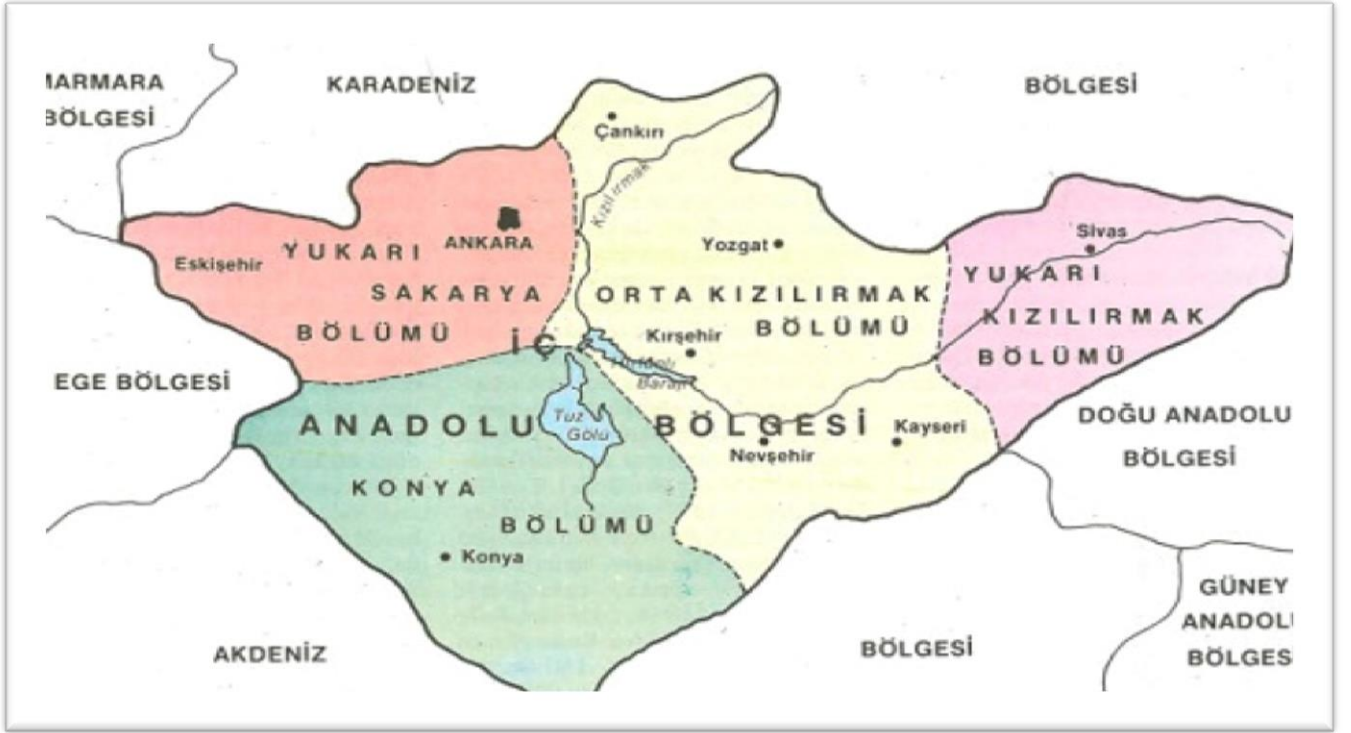 MARMARA
BÖLGESİ
KARADENİZ
BÖLGESİ
Çankırı
Kızılırmak
ANKARA
Eskişehir
YUKARI
SAKARYA
BÖLÜMÜ
Yozgat
ORTA KIZILIRMAK
BÖLÜMÜ
Kırşehir
Sivas
YUKARI
KIZILIRMAK
BÖLÜMÜ
EGE BÖLGESİ
İÇ
ANADOLU
BÖLGESİ
Barajı
Tuz
Gölü
Kayseri
Nevşehir
DOĞU ANADOLU
BÖLGESİ
KONYA
BÖLÜMÜ
Konya
AKDENİZ
BÖLGESİ
GÜNEY
ANADOLU
BÖLGES